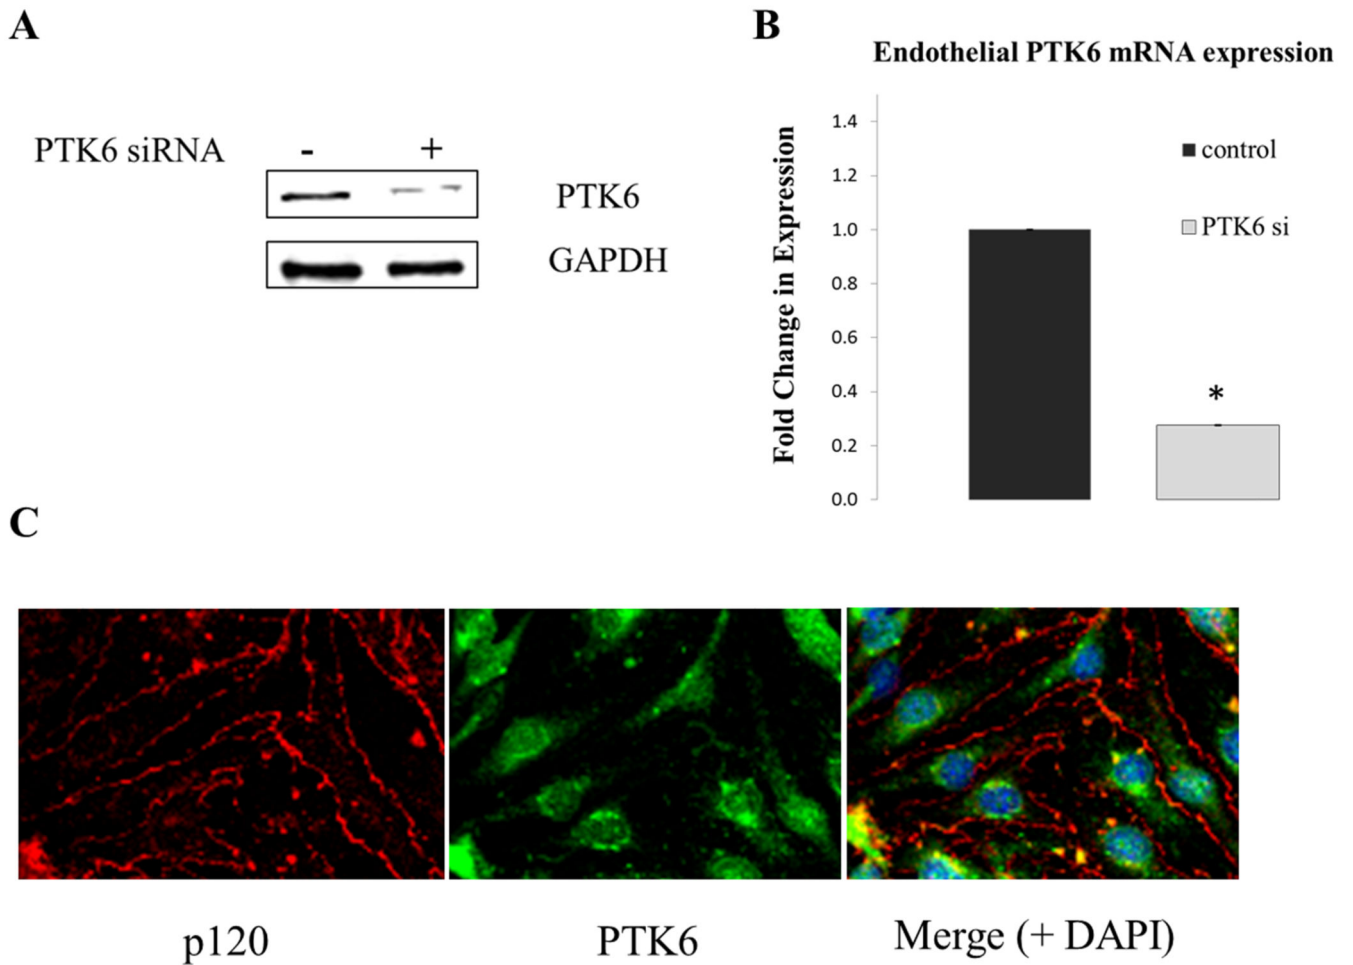 A
PTK6 siRNA - +
PTK6
GAPDH
B
Endothelial PTK6 mRNA expression
Fold Change in Expression
1.4
1.2
1.0
0.8
0.6
0.4
0.2
0.0
control
PTK6 si
*
C
p120
PTK6
Merge (+ DAPI)